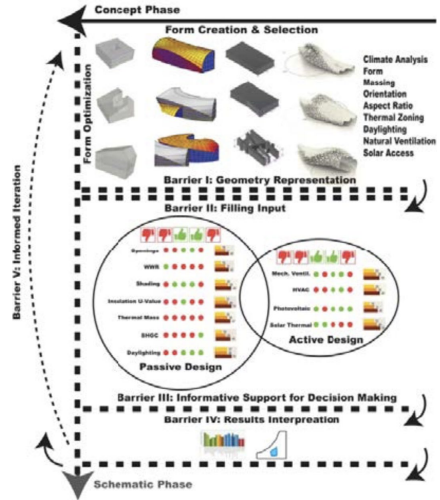 Concept Phase
Form Creation & Selection
Form Optimization
Climate Analysis
Form
Massing
Orientation
Aspect Ratio
Thermal Zoning
Daylighting
Natural Ventilation
Solar Access
Barrier I: Geometry Representation
Barrier II: Filling Input
Barrier V: Informed Iteration
Openings
WWR
Shading
Insulation U-Value
Thermal Mass
SHGC
Daylighting
Passive Design
Mech. Ventil.
HVAC
Photovoltaic
Solar Thermal
Active Design
Barrier III: Informative Support for Decision Making
Barrier IV: Results Interpreation
Schematic Phase